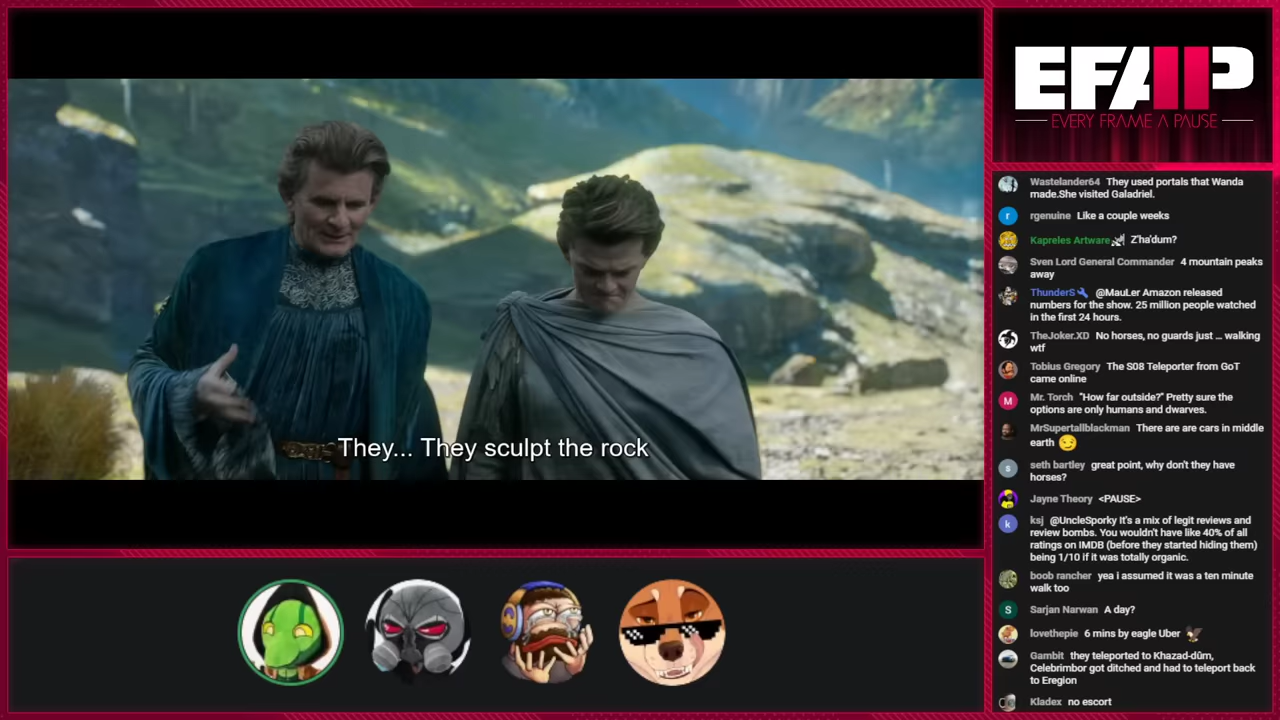 They... They sculpt the rock
EFAP
EVERY FRAME A PAUSE
Wastelander64 They used portals that Wanda
made.She visited Galadriel.
r
rgenuine Like a couple weeks
Kapreles Artware Z'ha'dum?
Sven Lord General Commander 4 mountain peaks
away
ThunderS @MauLer Amazon released
numbers for the show. 25 million people watched
in the first 24 hours.
TheJoker.XD No horses, no guards just ... walking
wtf
Tobius Gregory The S08 Teleporter from GoT
came online
M
Mr. Torch "How far outside?" Pretty sure the
options are only humans and dwarves.
MrSupertallblackman There are are cars in middle
earth
s
seth bartley great point, why don't they have
horses?
Jayne Theory <PAUSE>
k
ksj @UncleSporky It's a mix of legit reviews and
review bombs. You wouldn't have like 40% of all
ratings on IMDB (before they started hiding them)
being 1/10 if it was totally organic.
boob rancher yea i assumed it was a ten minute
walk too
S
Sarjan Narwan A day?
lovethepie 6 mins by eagle Uber
Gambit they teleported to Khazad-dûm,
Celebrimbor got ditched and had to teleport back
to Eregion
Kladex no escort